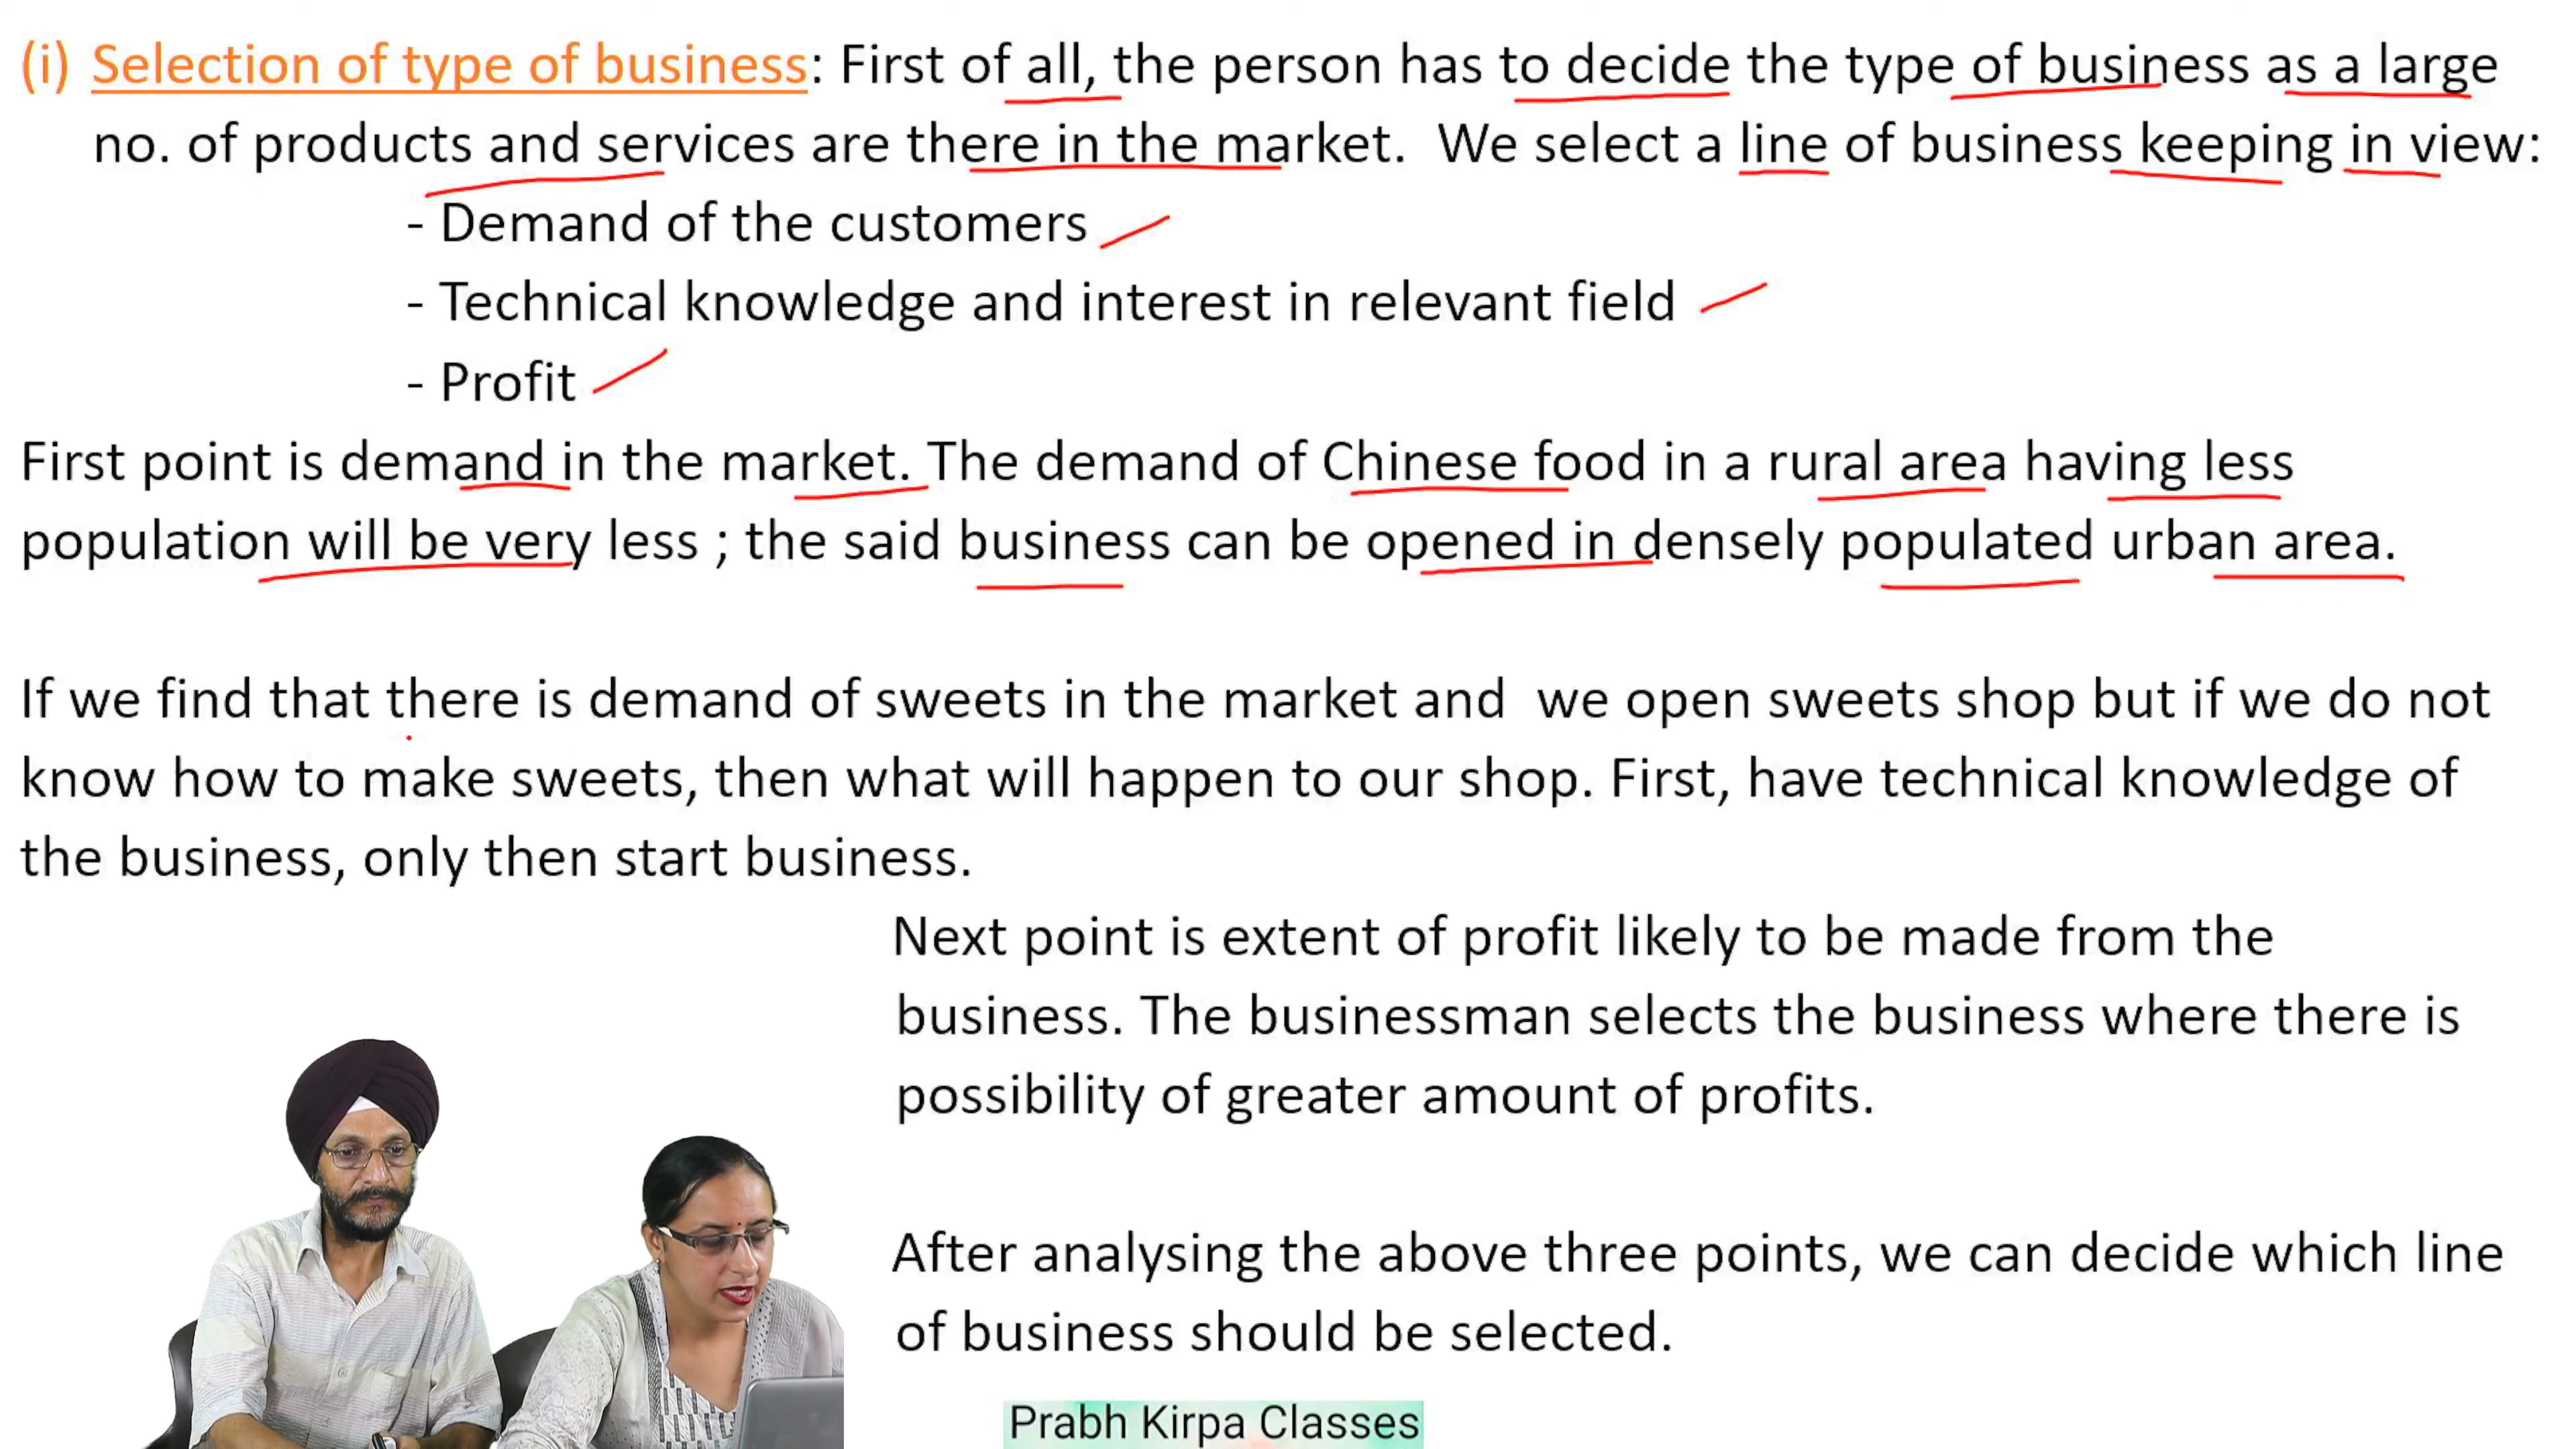 (i) Selection of type of business: First of all, the person has to decide the type of business as a large
no. of products and services are there in the market. We select a line of business keeping in view:
- Demand of the customers
- Technical knowledge and interest in relevant field
- Profit
First point is demand in the market. The demand of Chinese food in a rural area having less
population will be very less ; the said business can be opened in densely populated urban area.
If we find that there is demand of sweets in the market and we open sweets shop but if we do not
know how to make sweets, then what will happen to our shop. First, have technical knowledge of
the business, only then start business.
Next point is extent of profit likely to be made from the
business. The businessman selects the business where there is
possibility of greater amount of profits.
After analysing the above three points, we can decide which line
of business should be selected.
Prabh Kirpa Classes